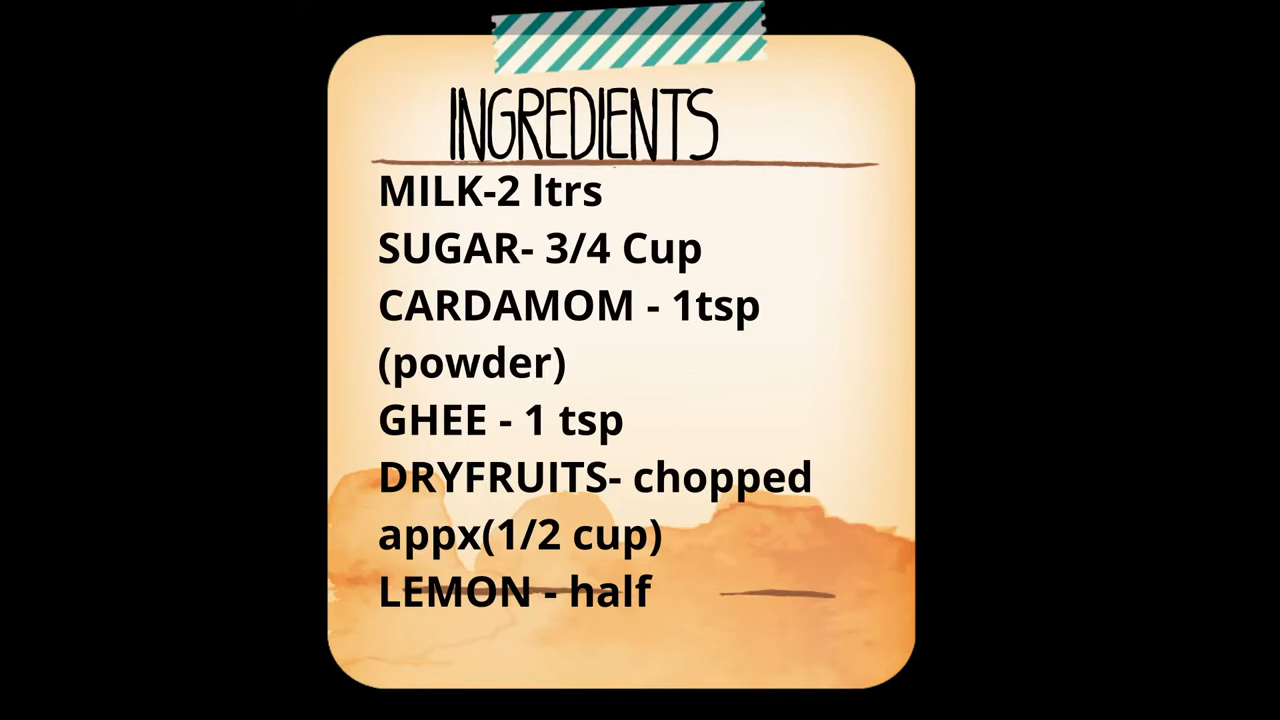 INGREDIENTS
MILK-2 ltrs
SUGAR- 3/4 Cup
CARDAMOM - 1tsp
(powder)
GHEE - 1 tsp
DRYFRUITS- chopped
appx(1/2 cup)
LEMON - half